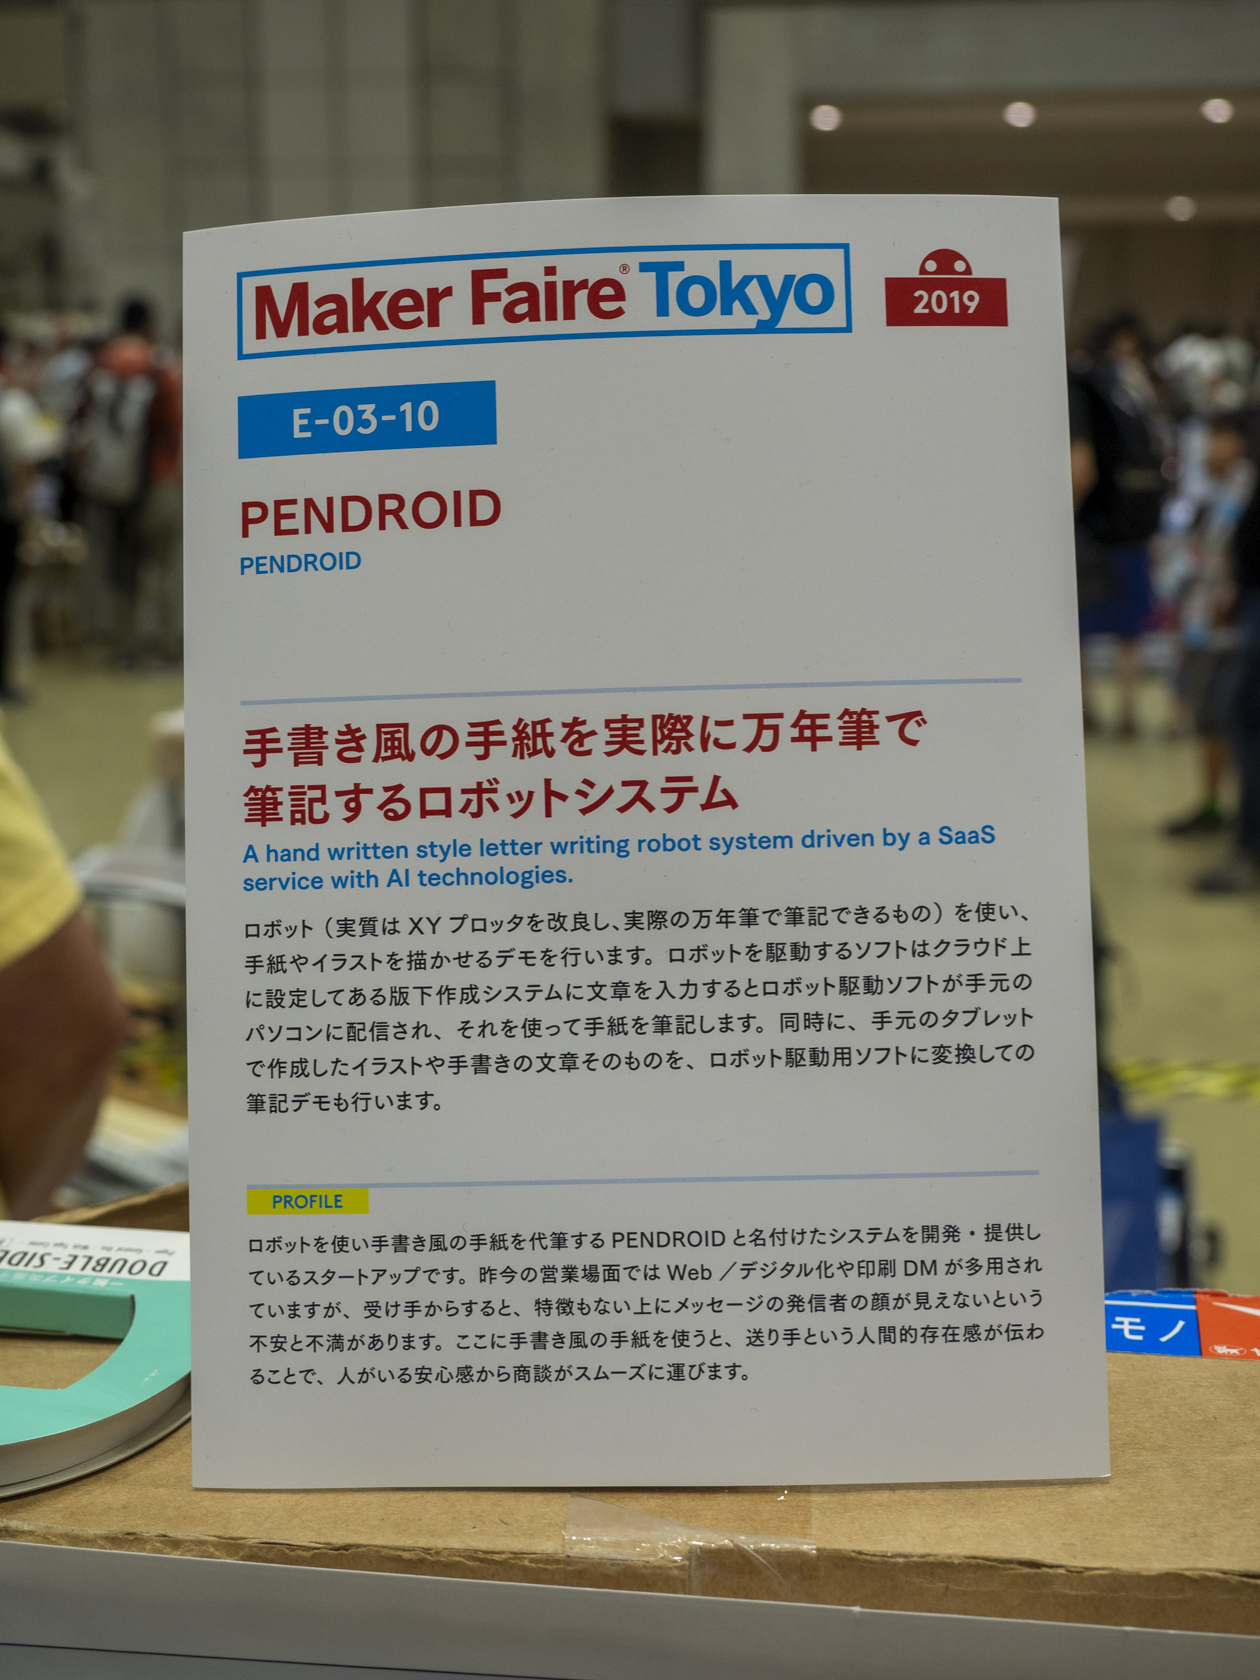 Maker Faire® Tokyo
2019
E-03-10
PENDROID
PENDROID
手書き風の手紙を実際に万年筆で
筆記するロボットシステム
A hand written style letter writing robot system driven by a SaaS
service with AI technologies.
ロボット（実質は XY プロッタを改良し、実際の万年筆で筆記できるもの）を使い、
手紙やイラストを描かせるデモを行います。ロボットを駆動するソフトはクラウド上
に設定してある版下作成システムに文章を入力するとロボット駆動ソフトが手元の
パソコンに配信され、それを使って手紙を筆記します。同時に、手元のタブレット
で作成したイラストや手書きの文章そのものを、ロボット駆動用ソフトに変換しての
筆記デモも行います。
PROFILE
ロボットを使い手書き風の手紙を代筆する PENDROID と名付けたシステムを開発・提供し
ているスタートアップです。昨今の営業場面では Web ／デジタル化や印刷 DM が多用され
ていますが、受け手からすると、特徴もない上にメッセージの発信者の顔が見えないという
不安と不満があります。ここに手書き風の手紙を使うと、送り手という人間的存在感が伝わ
ることで、人がいる安心感から商談がスムーズに運びます。
DOUBLE-SIDE
モノ